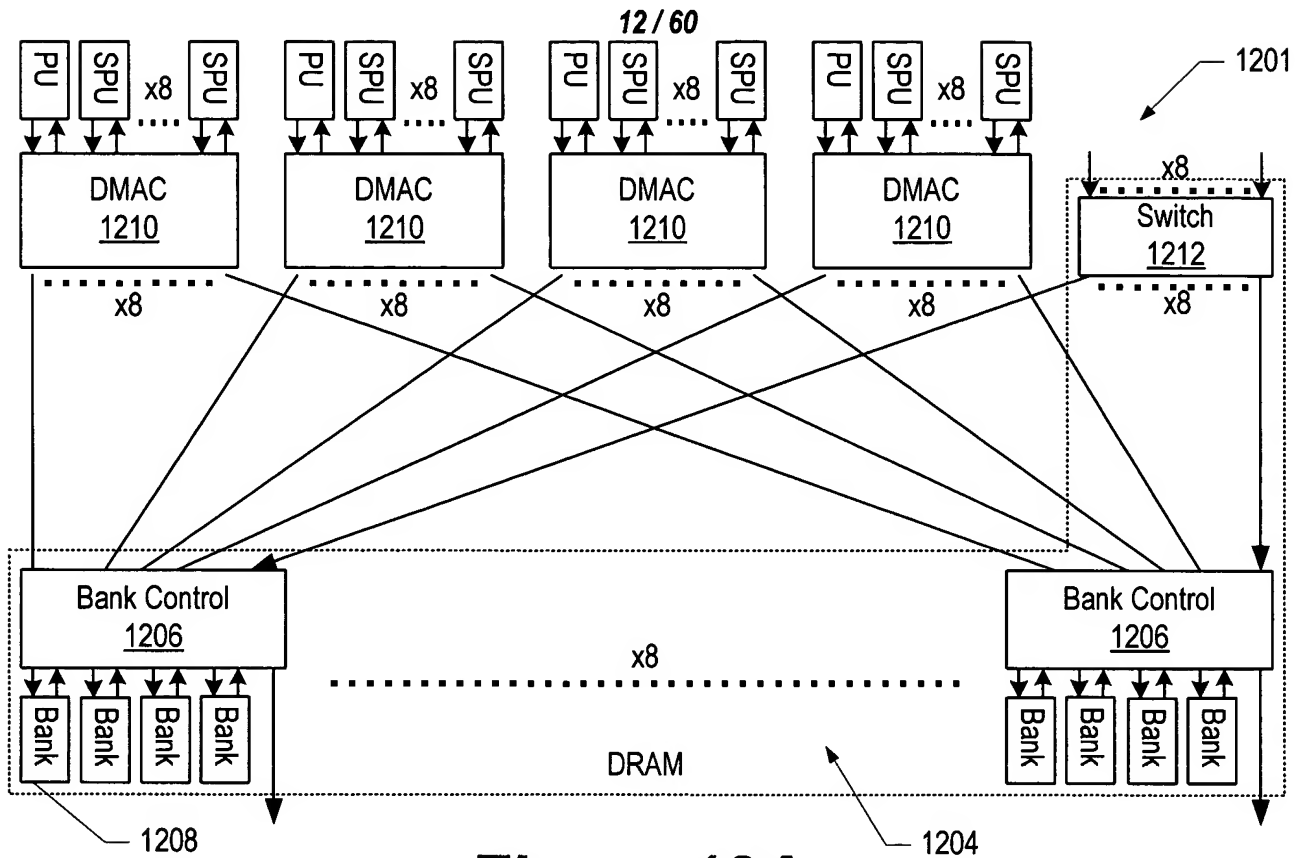 12 / 60
PU SPU x8 SPU PU SPU x8 SPU PU SPU x8 SPU PU SPU x8 SPU
1201
DMAC DMAC DMAC DMAC
1210 1210 1210 1210
x8
Switch
1212
x8 x8 x8 x8 x8
Bank Control Bank Control
1206 1206
x8
Bank Bank Bank Bank Bank Bank Bank Bank
DRAM
1208 1204